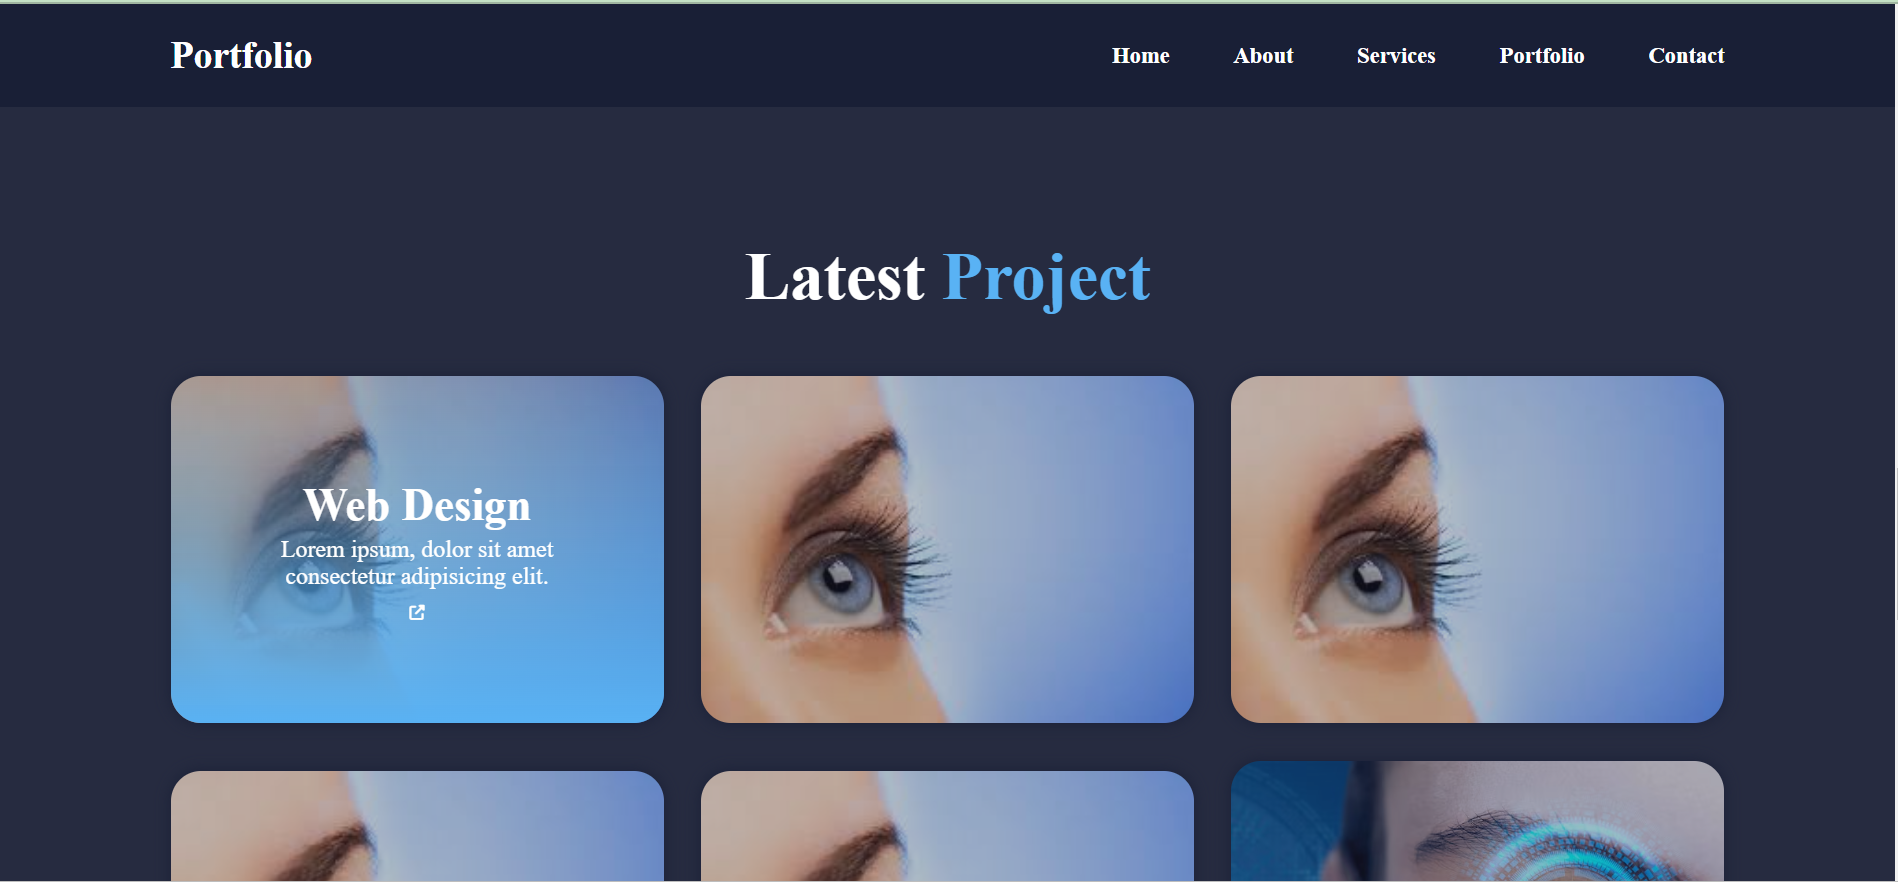 Portfolio
Home About Services Portfolio Contact
Latest Project
Web Design
Lorem ipsum, dolor sit amet
consectetur adipisicing elit.